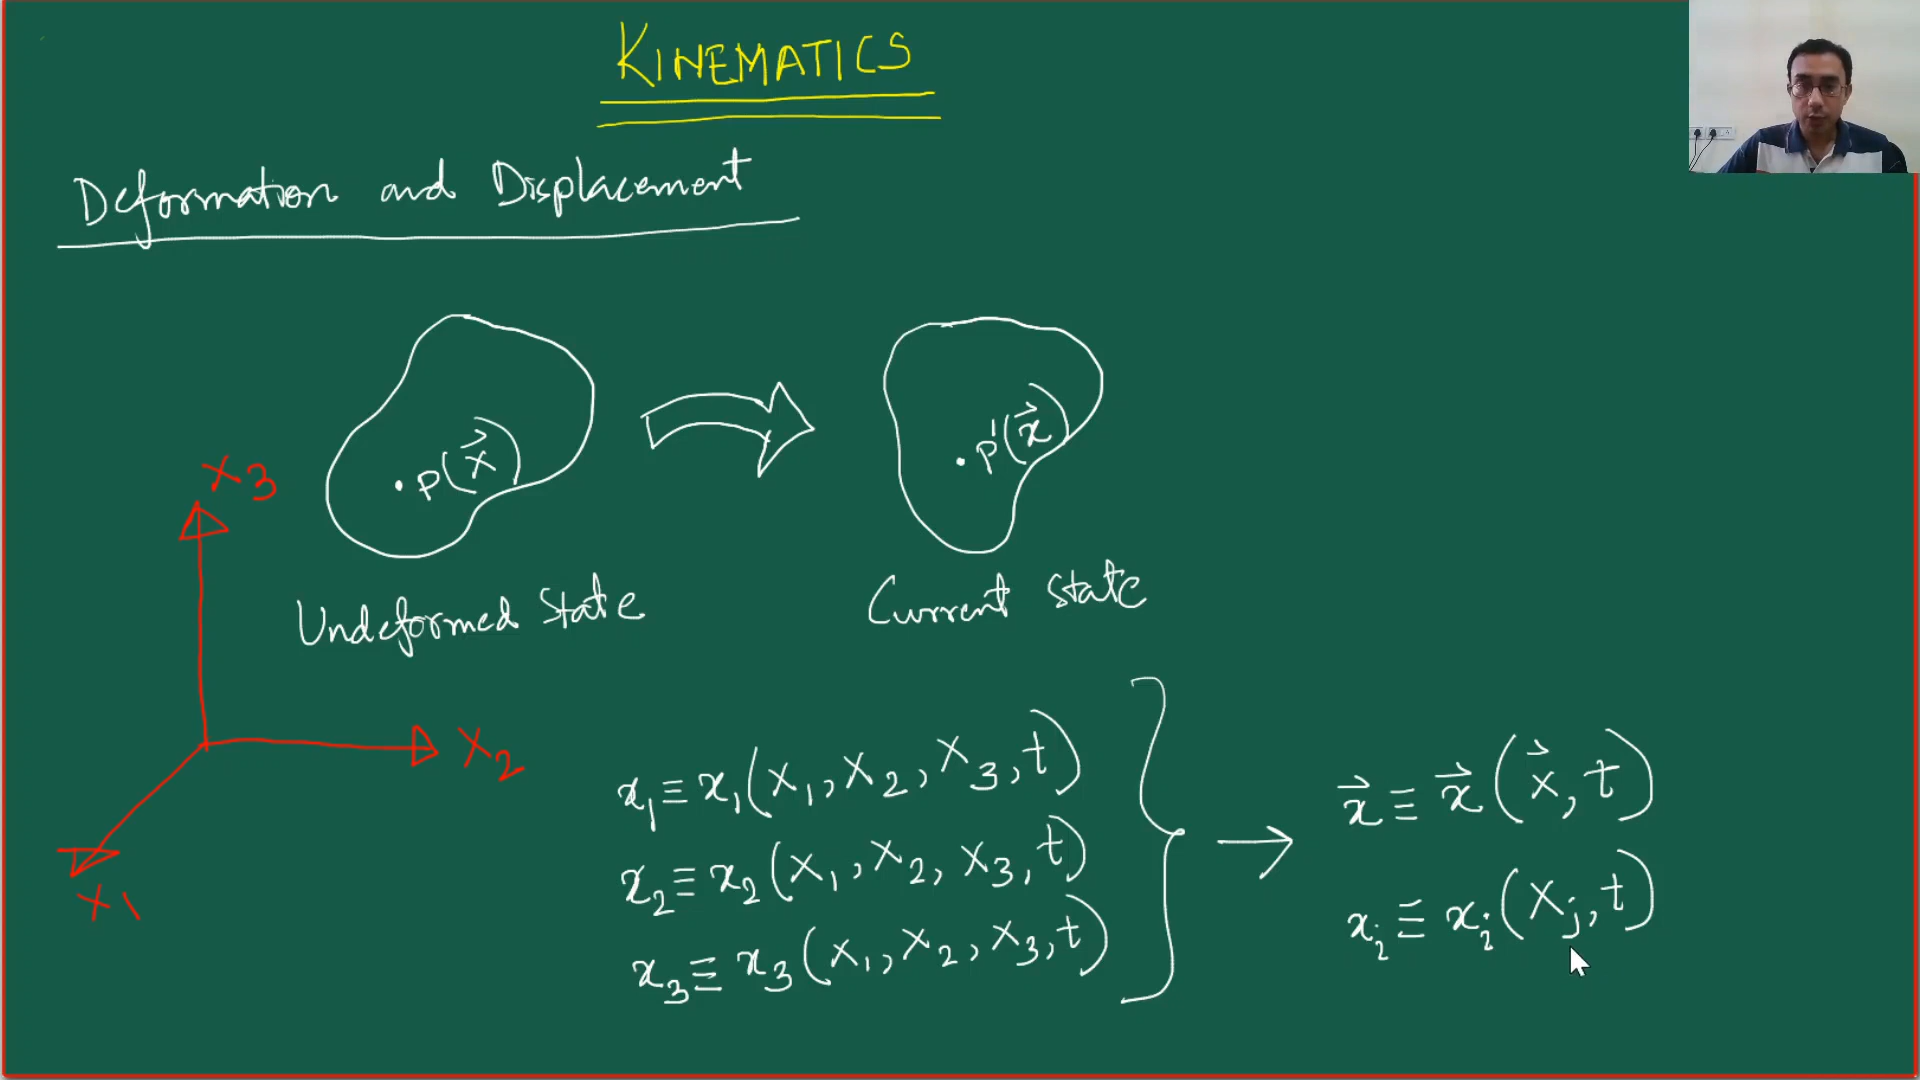 KINEMATICS
Deformation and Displacement
P(X⃗)
P'(x⃗)
X3
Undeformed State
Current State
X2
X1
x₁ ≡ x₁(X₁, X₂, X₃, t)
x₂ ≡ x₂(X₁, X₂, X₃, t)
x₃ ≡ x₃(X₁, X₂, X₃, t)
→ x⃗ ≡ x⃗(X⃗, t)
xᵢ ≡ xᵢ(Xⱼ, t)